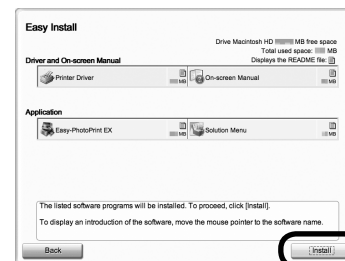 Easy Install
Drive Macintosh HD MB free space
Total used space: MB
Driver and On-screen Manual Displays the README file:
Printer Driver MB On-screen Manual MB
Application
Easy-PhotoPrint EX MB Solution Menu MB
The listed software programs will be installed. To proceed, click [Install].
To display an introduction of the software, move the mouse pointer to the software name.
Back Install